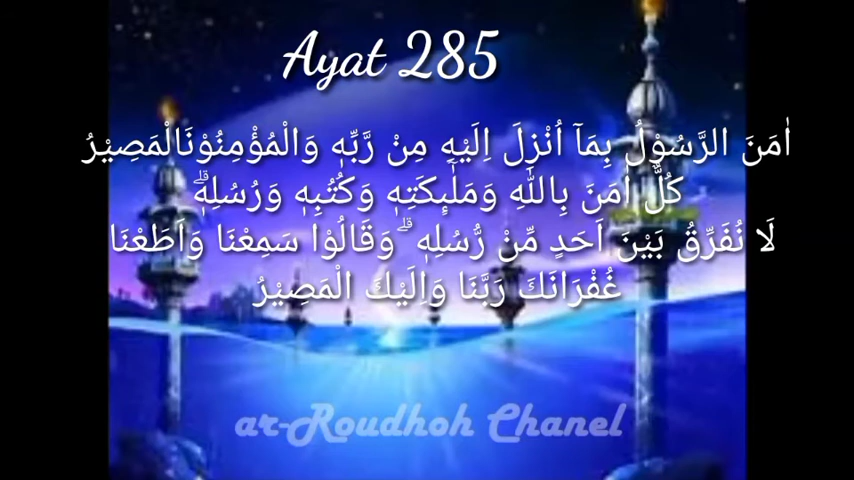 Ayat 285
اٰمَنَ الرَّسُوْلُ بِمَآ اُنْزِلَ اِلَيْهِ مِنْ رَّبِّهٖ وَالْمُؤْمِنُوْنَالْمَصِيْرُ
كُلٌّ اٰمَنَ بِاللّٰهِ وَمَلٰۤىِٕكَتِهٖ وَكُتُبِهٖ وَرُسُلِهٖۗ
لَا نُفَرِّقُ بَيْنَ اَحَدٍ مِّنْ رُّسُلِهٖ ۗ وَقَالُوْا سَمِعْنَا وَاَطَعْنَا
غُفْرَانَكَ رَبَّنَا وَاِلَيْكَ الْمَصِيْرُ
ar-Roudhoh Chanel